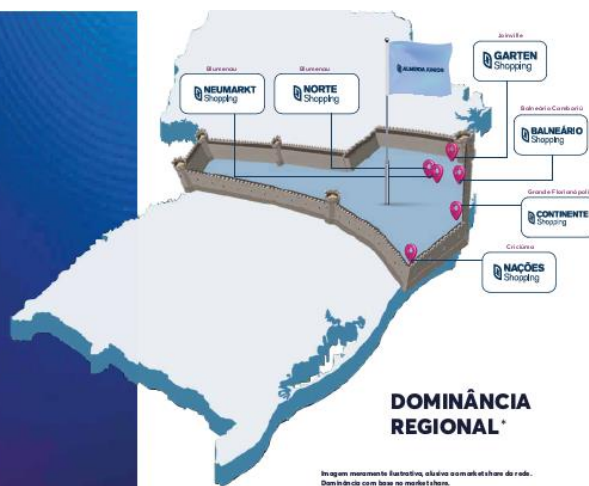 Joinville
GARTEN
Shopping
Blumenau
NEUMARKT
Shopping
Blumenau
NORTE
Shopping
ALMEIDA JUNIOR
Balneário Camboriú
BALNEÁRIO
Shopping
Grande Florianópolis
CONTINENTE
Shopping
Criciúma
NAÇÕES
Shopping
DOMINÂNCIA
REGIONAL*
Imagem meramente ilustrativa, alusiva ao market share da rede.
Dominância com base no market share.